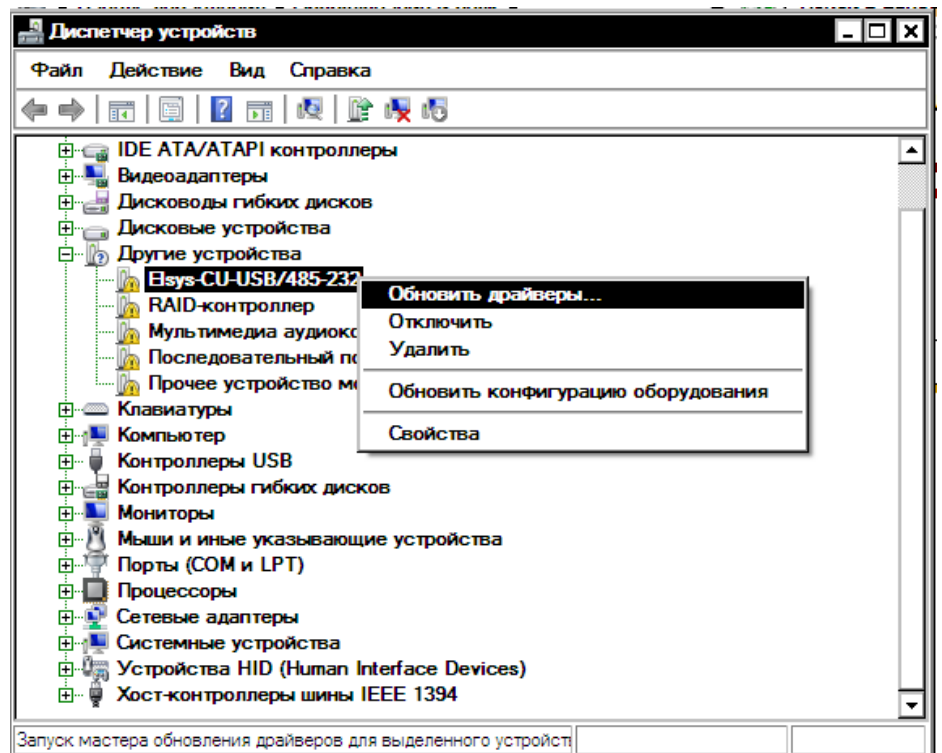 Диспетчер устройств
Файл Действие Вид Справка
IDE ATA/ATAPI контроллеры
Видеоадаптеры
Дисководы гибких дисков
Дисковые устройства
Другие устройства
Elsys-CU-USB/485-232
Обновить драйверы...
RAID-контроллер
Отключить
Мультимедиа аудиоко
Удалить
Последовательный по
Прочее устройство мо
Обновить конфигурацию оборудования
Клавиатуры
Компьютер
Свойства
Контроллеры USB
Контроллеры гибких дисков
Мониторы
Мыши и иные указывающие устройства
Порты (COM и LPT)
Процессоры
Сетевые адаптеры
Системные устройства
Устройства HID (Human Interface Devices)
Хост-контроллеры шины IEEE 1394
Запуск мастера обновления драйверов для выделенного устройст